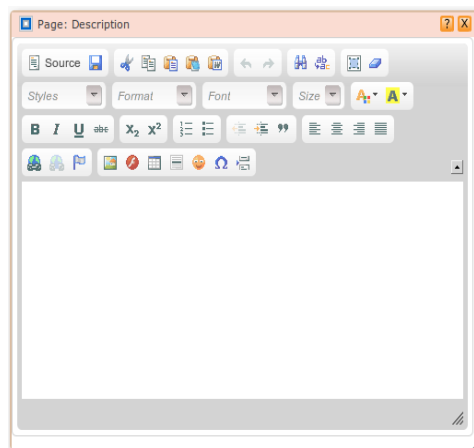 Page: Description ? X
Source
Styles Format Font Size A A
B I U abc X₂ X²
Ω